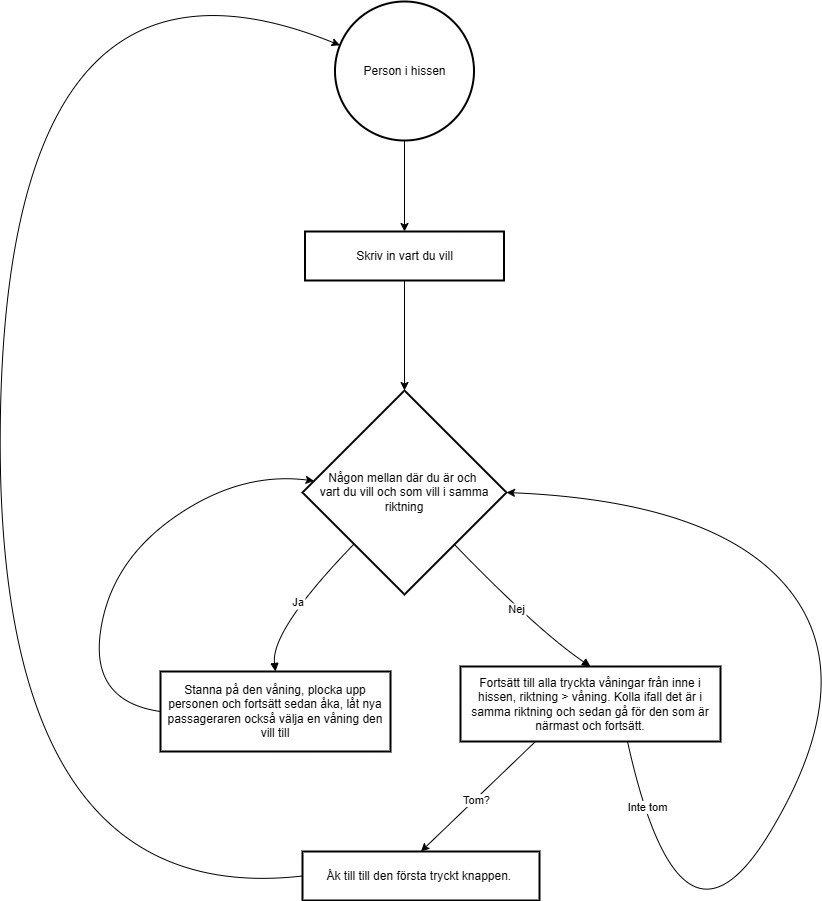 Person i hissen
Skriv in vart du vill
Någon mellan där du är och
vart du vill och som vill i samma
riktning
Ja
Nej
Stanna på den våning, plocka upp
personen och fortsätt sedan åka, låt nya
passageraren också välja en våning den
vill till
Fortsätt till alla tryckta våningar från inne i
hissen, riktning > våning. Kolla ifall det är i
samma riktning och sedan gå för den som är
närmast och fortsätt.
Tom?
Inte tom
Åk till till den första tryckt knappen.